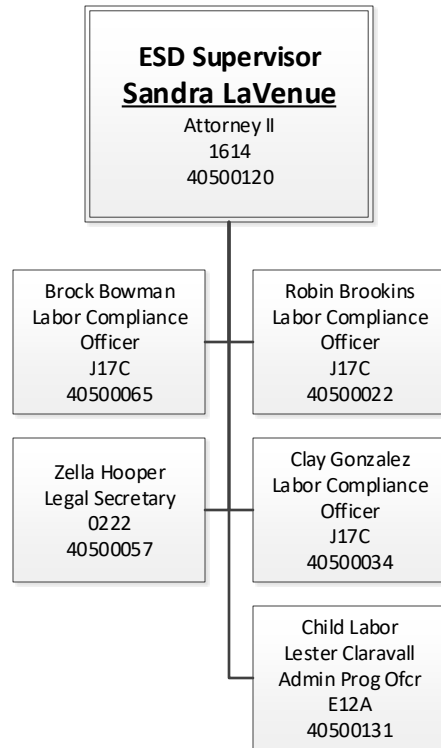 ESD Supervisor
Sandra LaVenue
Attorney II
1614
40500120
Brock Bowman
Labor Compliance
Officer
J17C
40500065
Robin Brookins
Labor Compliance
Officer
J17C
40500022
Zella Hooper
Legal Secretary
0222
40500057
Clay Gonzalez
Labor Compliance
Officer
J17C
40500034
Child Labor
Lester Claravall
Admin Prog Ofcr
E12A
40500131